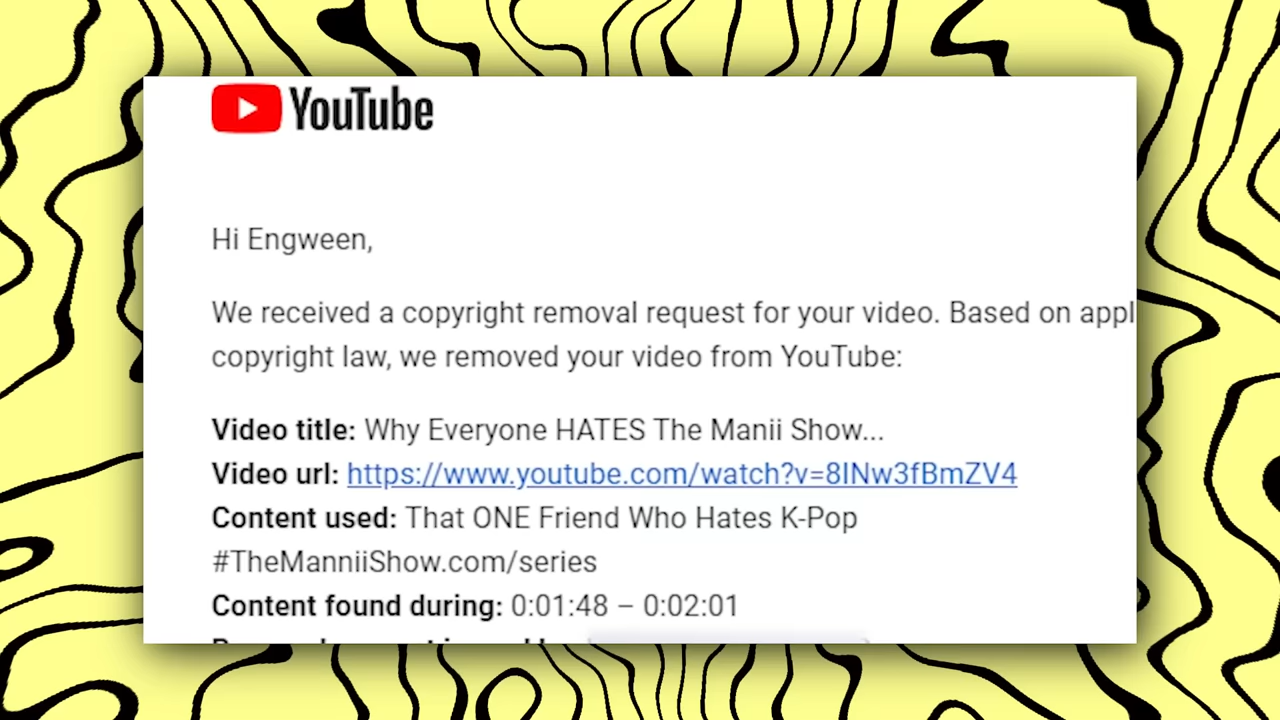 YouTube
Hi Engween,
We received a copyright removal request for your video. Based on appl
copyright law, we removed your video from YouTube:
Video title: Why Everyone HATES The Manii Show...
Video url: https://www.youtube.com/watch?v=8lNw3fBmZV4
Content used: That ONE Friend Who Hates K-Pop
#TheManniiShow.com/series
Content found during: 0:01:48 – 0:02:01